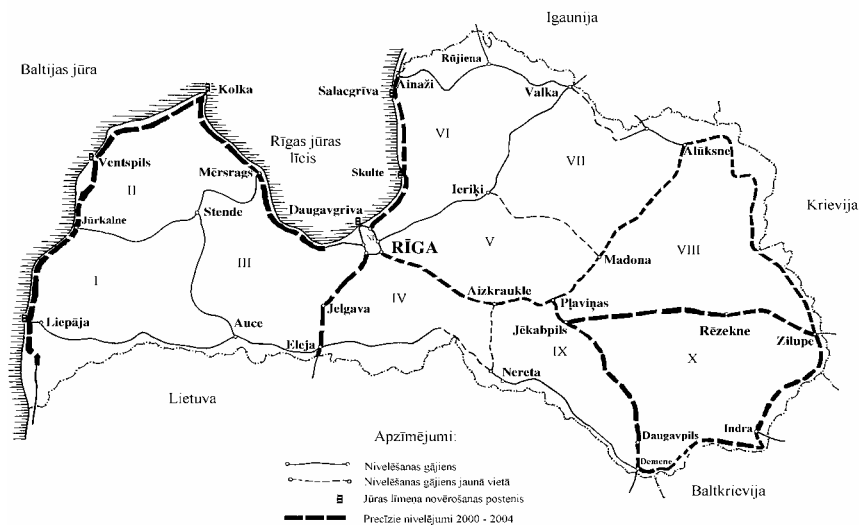 Igaunija
Baltijas jūra
Kolka
Rūjiena
Salacgrīva
Ainaži
Valka
Rīgas jūras
līcis
VI
VII
Ventspils
Mērsrags
Skulte
Alūksne
II
Ieriķi
Daugavgrīva
Stende
Krievija
Jūrkalne
RĪGA
V
VIII
III
Madona
I
Aizkraukle
IV
Pļaviņas
Jelgava
Liepāja
Jēkabpils
Auce
Rēzekne
Zilupe
Eleja
IX
X
Nereta
Lietuva
Indra
Daugavpils
Apzīmējumi:
Demene
Nivelēšanas gājiens
Nivelēšanas gājiens jaunā vietā
Baltkrievija
Jūras līmeņa novērošanas postenis
Precīzie nivelējumi 2000 - 2004